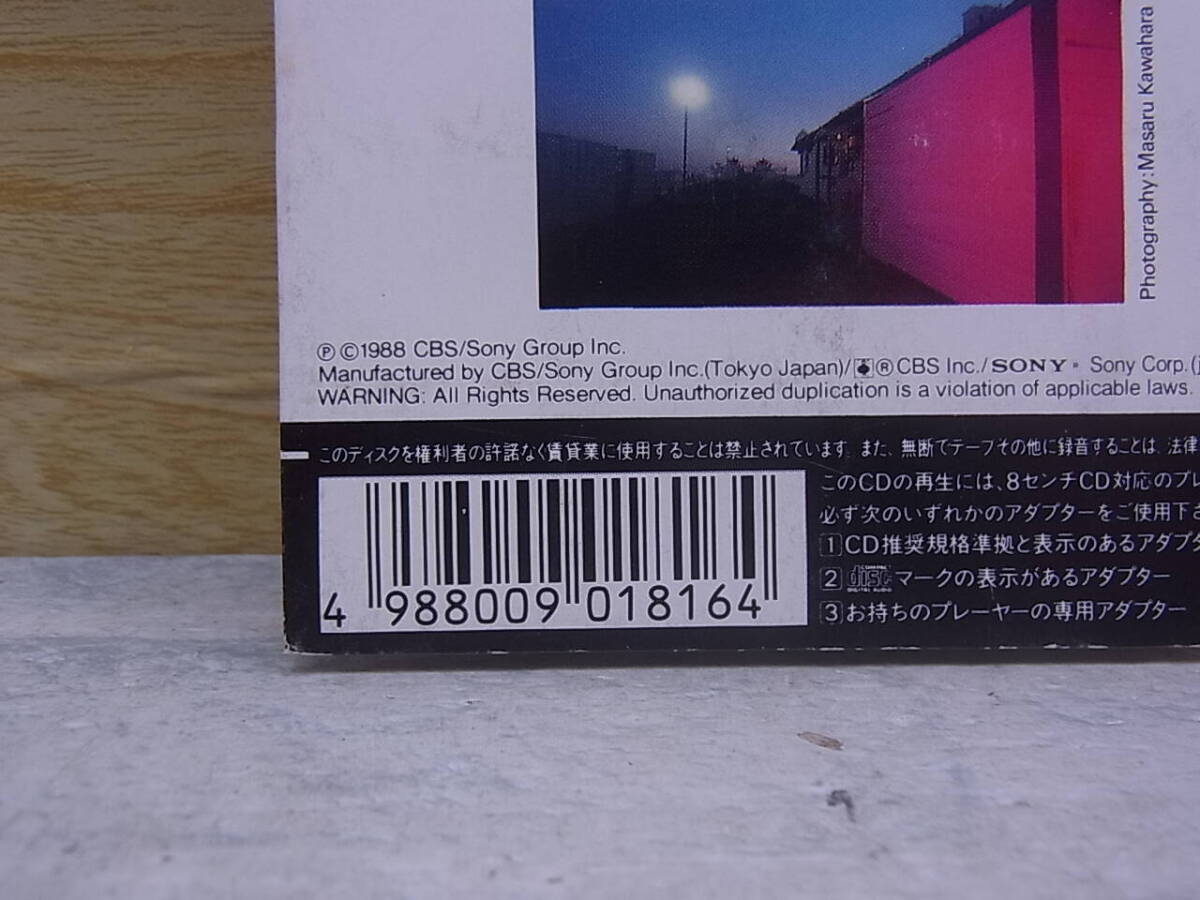 Photography:Masaru Kawahara
Ⓟ©1988 CBS/Sony Group Inc.
Manufactured by CBS/Sony Group Inc.(Tokyo Japan)/®CBS Inc./SONY® Sony Corp.
WARNING: All Rights Reserved. Unauthorized duplication is a violation of applicable laws.
このディスクを権利者の許諾なく賃貸業に使用することは禁止されています。また、無断でテープその他に録音することは、法律
このCDの再生には、8センチCD対応のプレ
必ず次のいずれかのアダプターをご使用下さ
1 CD推奨規格準拠と表示のあるアダプタ
2 COMPACT disc DIGITAL AUDIO マークの表示があるアダプター
3 お持ちのプレーヤーの専用アダプター
4 988009 018164